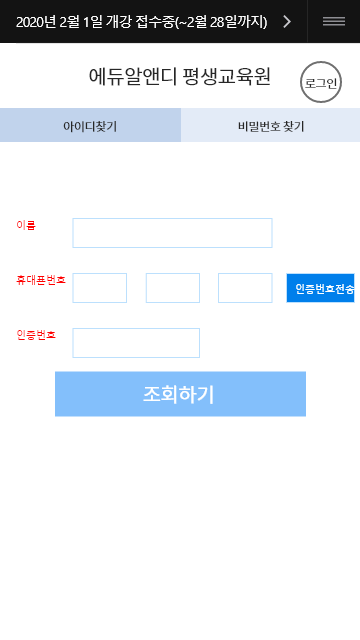 2020년 2월 1일 개강 접수중(~2월 28일까지)
에듀알앤디 평생교육원
로그인
아이디찾기
비밀번호 찾기
이름
휴대폰번호
인증번호전송
인증번호
조회하기